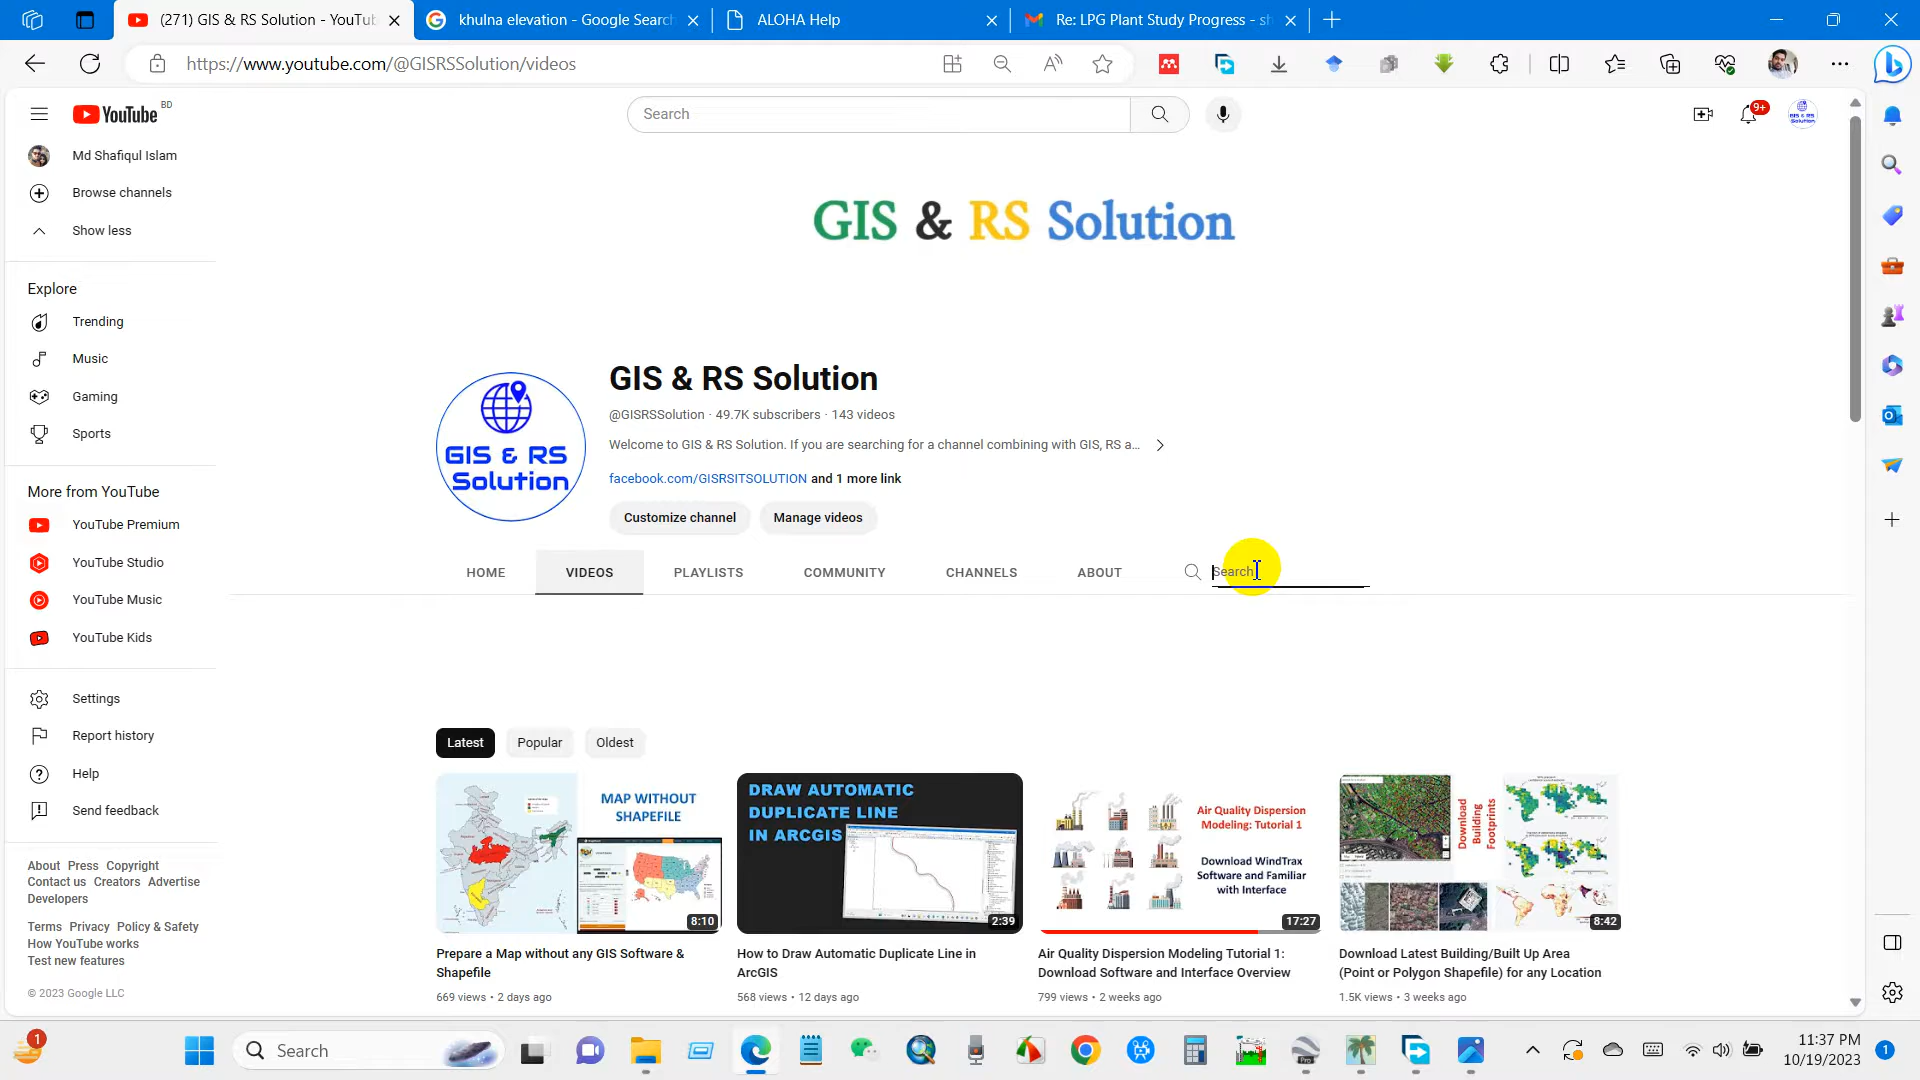 (271) GIS & RS Solution - YouTub
khulna elevation - Google Search
ALOHA Help
Re: LPG Plant Study Progress - sh
https://www.youtube.com/@GISRSSolution/videos
YouTube
BD
Search
9+
Md Shafiqul Islam
Browse channels
Show less
Explore
Trending
Music
Gaming
Sports
More from YouTube
YouTube Premium
YouTube Studio
YouTube Music
YouTube Kids
Settings
Report history
Help
Send feedback
About Press Copyright
Contact us Creators Advertise
Developers
Terms Privacy Policy & Safety
How YouTube works
Test new features
© 2023 Google LLC
GIS & RS Solution
GIS & RS
Solution
GIS & RS Solution
@GISRSSolution · 49.7K subscribers · 143 videos
Welcome to GIS & RS Solution. If you are searching for a channel combining with GIS, RS a...
facebook.com/GISRSITSOLUTION and 1 more link
Customize channel
Manage videos
HOME
VIDEOS
PLAYLISTS
COMMUNITY
CHANNELS
ABOUT
Search
Latest
Popular
Oldest
MAP WITHOUT
SHAPEFILE
8:10
Prepare a Map without any GIS Software &
Shapefile
669 views • 2 days ago
DRAW AUTOMATIC
DUPLICATE LINE
IN ARCGIS
2:39
How to Draw Automatic Duplicate Line in
ArcGIS
568 views • 12 days ago
Air Quality Dispersion
Modeling: Tutorial 1
Download WindTrax
Software and Familiar
with Interface
17:27
Air Quality Dispersion Modeling Tutorial 1:
Download Software and Interface Overview
799 views • 2 weeks ago
Download
Building
Footprints
8:42
Download Latest Building/Built Up Area
(Point or Polygon Shapefile) for any Location
1.5K views • 3 weeks ago
1
Search
11:37 PM
10/19/2023
1